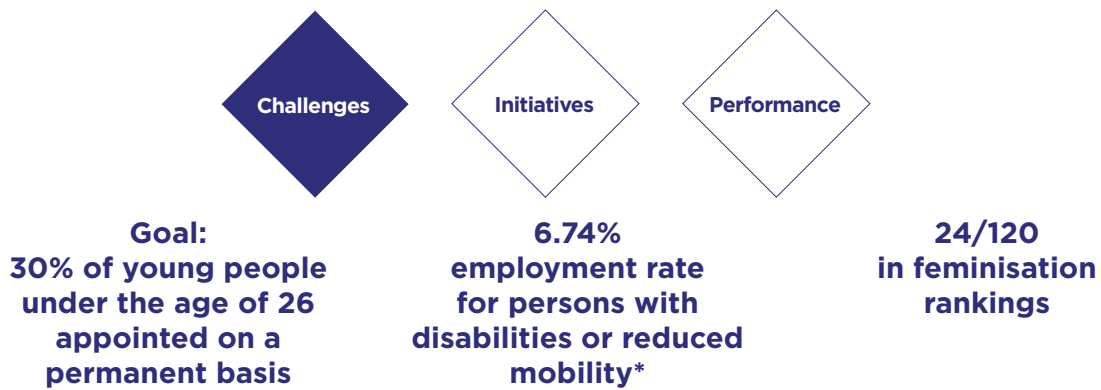 Challenges
Initiatives
Performance
Goal:
30% of young people
under the age of 26
appointed on a
permanent basis
6.74%
employment rate
for persons with
disabilities or reduced
mobility*
24/120
in feminisation
rankings